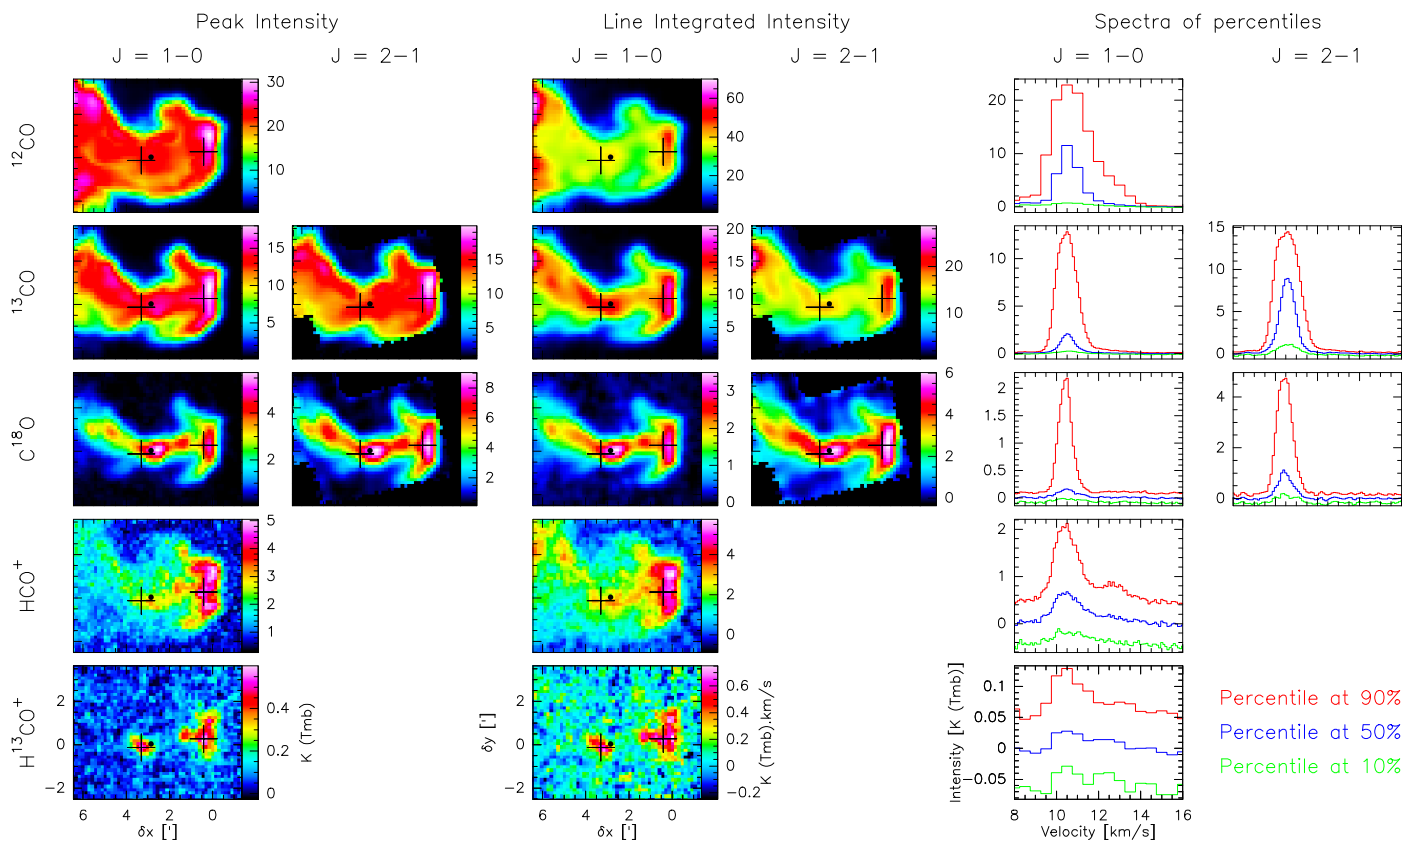 Peak Intensity Line Integrated Intensity Spectra of percentiles
J = 1−0 J = 2−1 J = 1−0 J = 2−1 J = 1−0 J = 2−1
¹²CO
30 20 10
60 40 20
20 10 0
¹³CO
15 10 5
15 10 5
20 15 10 5
20 10
10 5 0
15 10 5 0
C¹⁸O
4 2
8 6 4 2
3 2 1 0
6 4 2 0
2 1.5 1 0.5 0
4 2 0
HCO⁺
5 4 3 2 1
4 2 0
2 1 0
H¹³CO⁺
2 0 −2
0.4 0.2 0
K (Tmb)
δy [']
2 0 −2
0.6 0.4 0.2 0 −0.2
K (Tmb).km/s
Intensity [K (Tmb)]
0.1 0.05 0 −0.05
Percentile at 90%
Percentile at 50%
Percentile at 10%
6 4 2 0
6 4 2 0
8 10 12 14 16
δx [']
δx [']
Velocity [km/s]